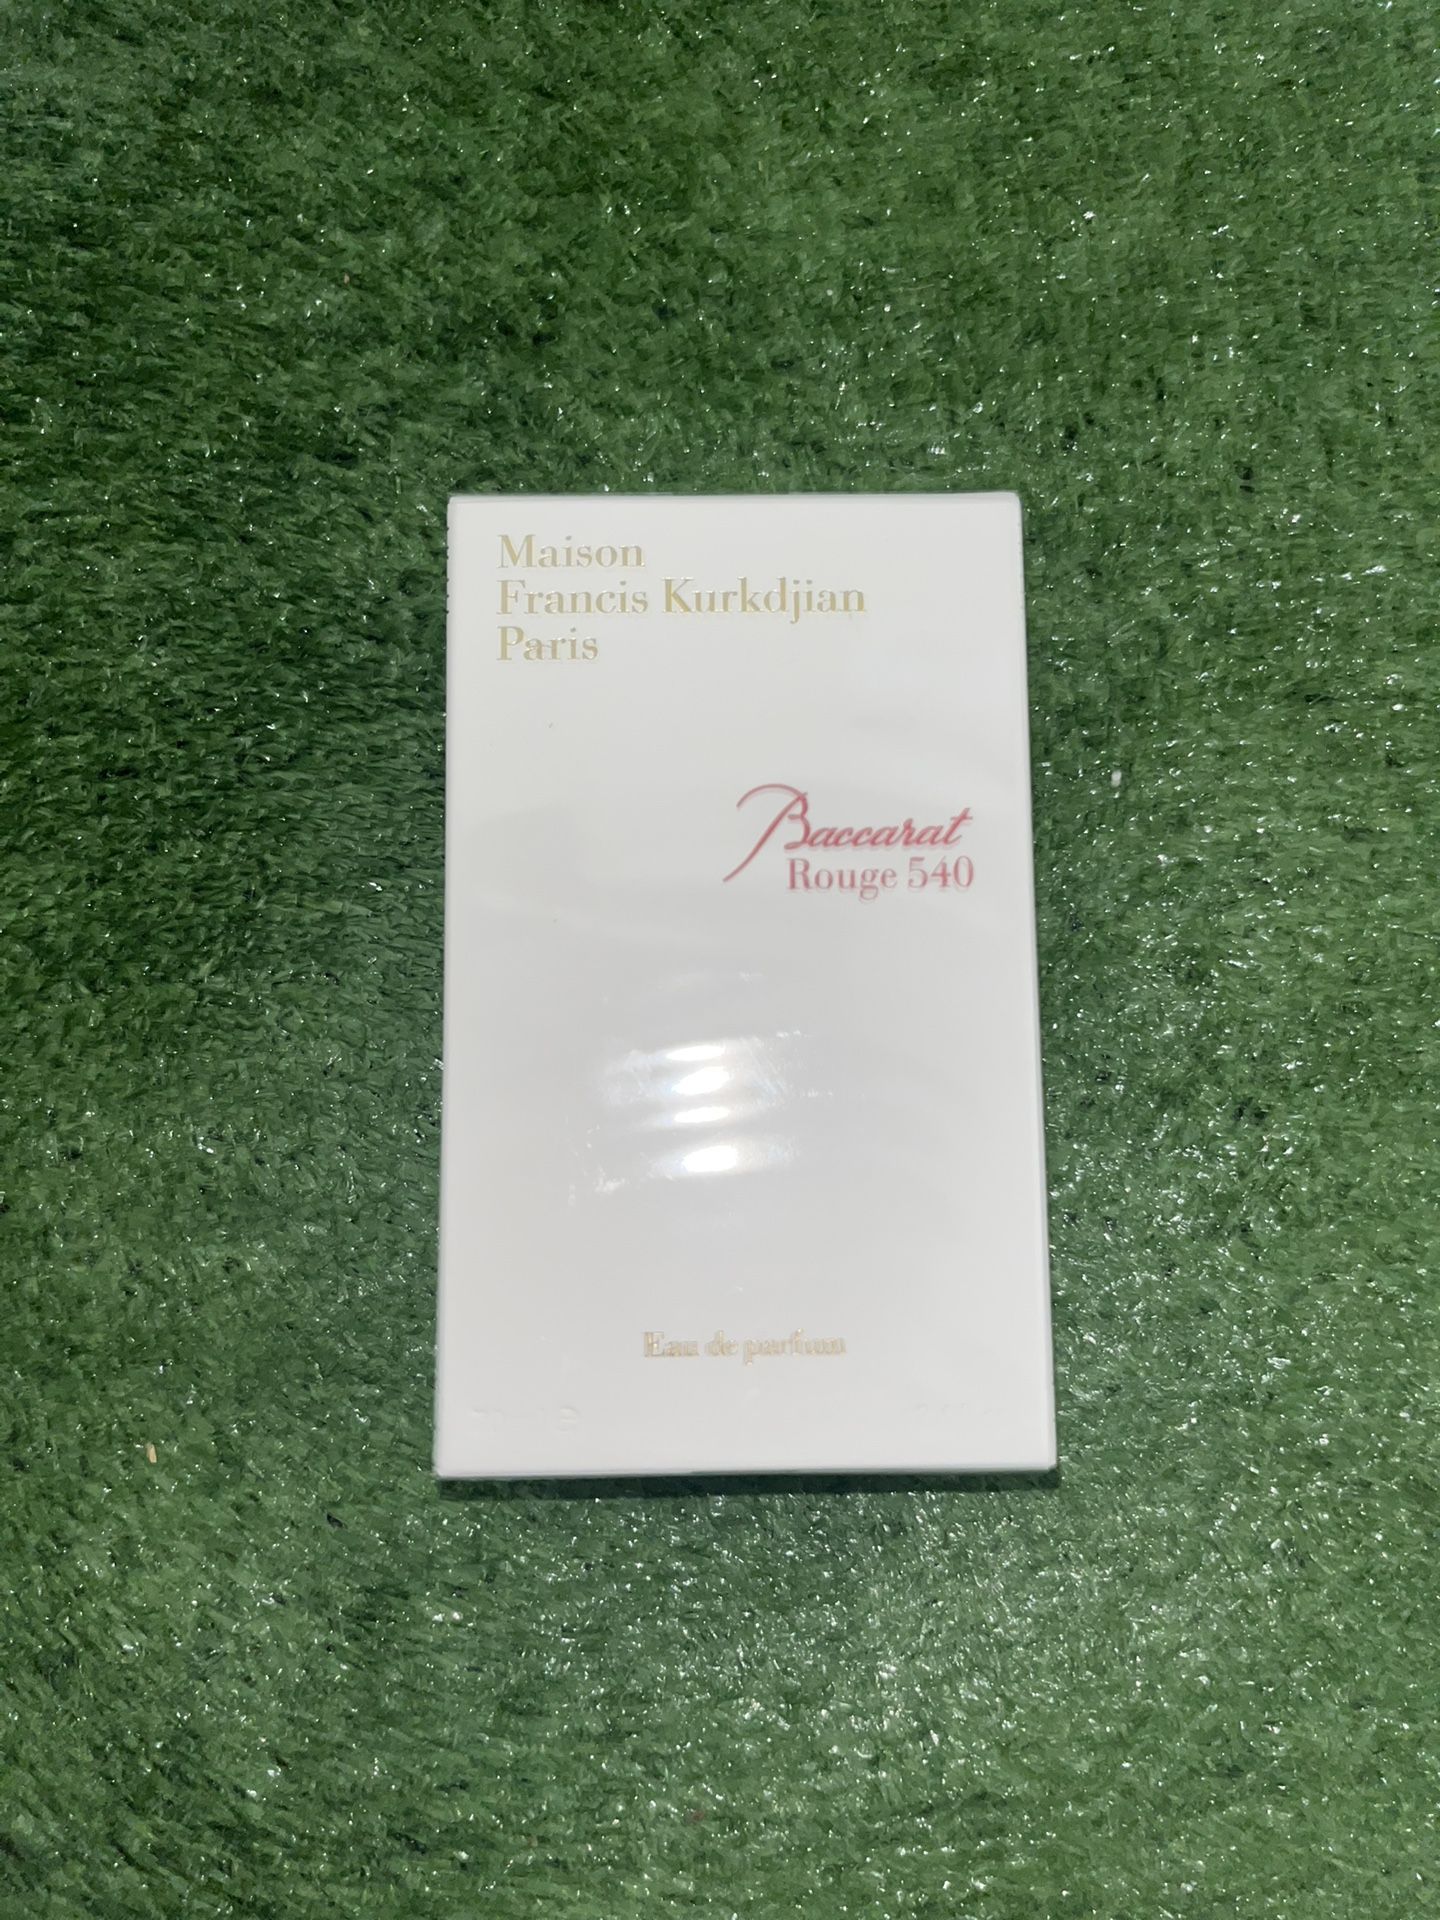 Maison
Francis Kurkdjian
Paris
Baccarat
Rouge 540
Eau de parfum